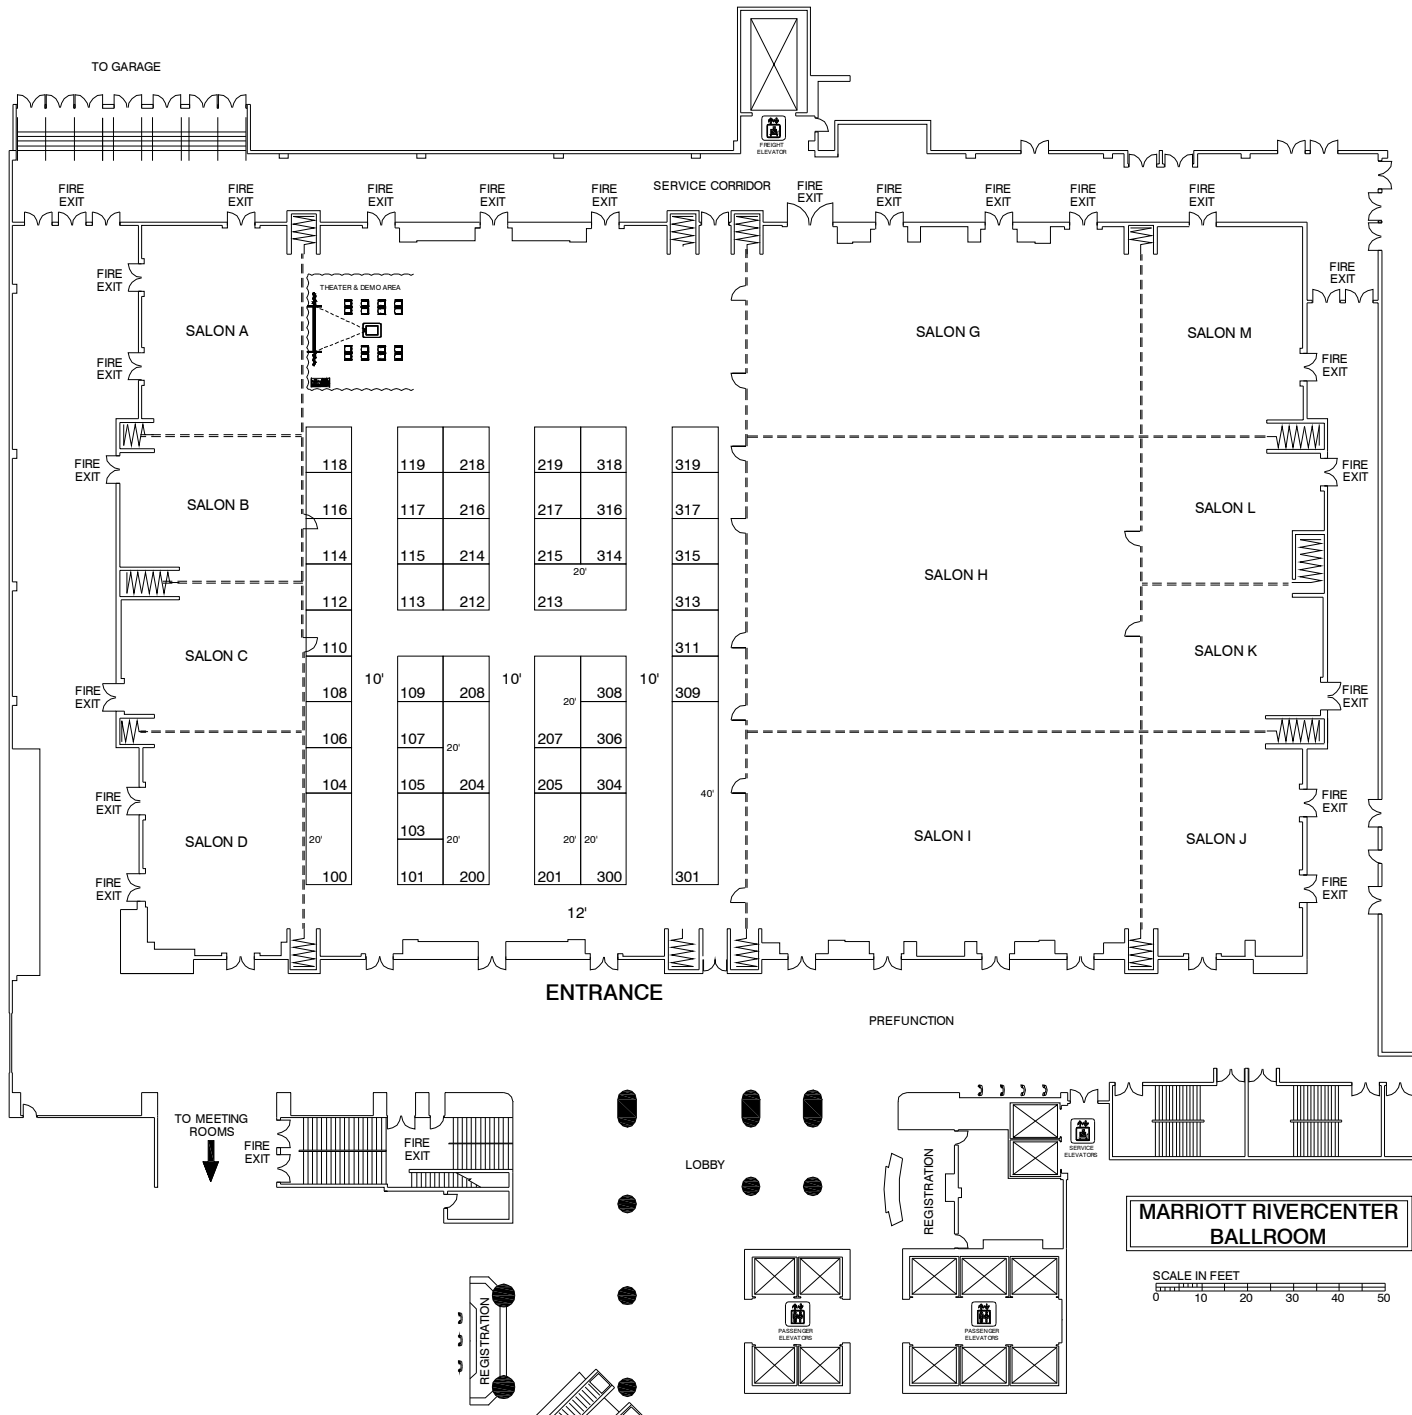 TO GARAGE
FREIGHT
ELEVATOR
SERVICE CORRIDOR
FIRE
EXIT
FIRE
EXIT
FIRE
EXIT
FIRE
EXIT
FIRE
EXIT
FIRE
EXIT
FIRE
EXIT
FIRE
EXIT
FIRE
EXIT
FIRE
EXIT
FIRE
EXIT
FIRE
EXIT
THEATER & DEMO AREA
SALON A
SALON G
SALON M
FIRE
EXIT
FIRE
EXIT
118 119 218 219 318 319
FIRE
EXIT
FIRE
EXIT
SALON B
116 117 216 217 316 317
SALON L
114 115 214 215 314 315
20'
SALON H
112 113 212 213 313
110 311
SALON C
SALON K
10' 10' 10'
FIRE
EXIT
108 109 208 308 309
FIRE
EXIT
20'
106 107 207 306
20'
104 105 204 205 304
40'
FIRE
EXIT
FIRE
EXIT
103
SALON D
20' 20' 20' 20'
SALON I
SALON J
100 101 200 201 300 301
FIRE
EXIT
FIRE
EXIT
12'
ENTRANCE
PREFUNCTION
TO MEETING
ROOMS
FIRE
EXIT
FIRE
EXIT
LOBBY
REGISTRATION
SERVICE
ELEVATORS
MARRIOTT RIVERCENTER
BALLROOM
SCALE IN FEET
0 10 20 30 40 50
REGISTRATION
PASSENGER
ELEVATORS
PASSENGER
ELEVATORS